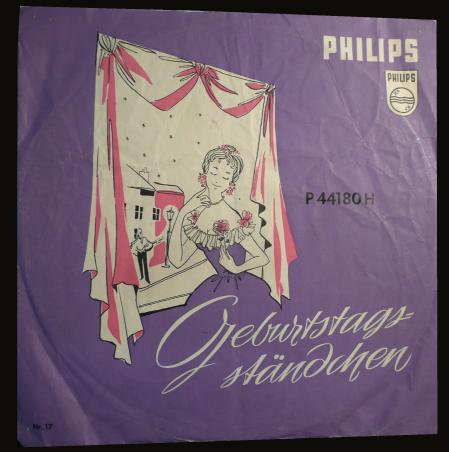 PHILIPS
PHILIPS
P 44180 H
Geburtstags-
ständchen
Nr. 17